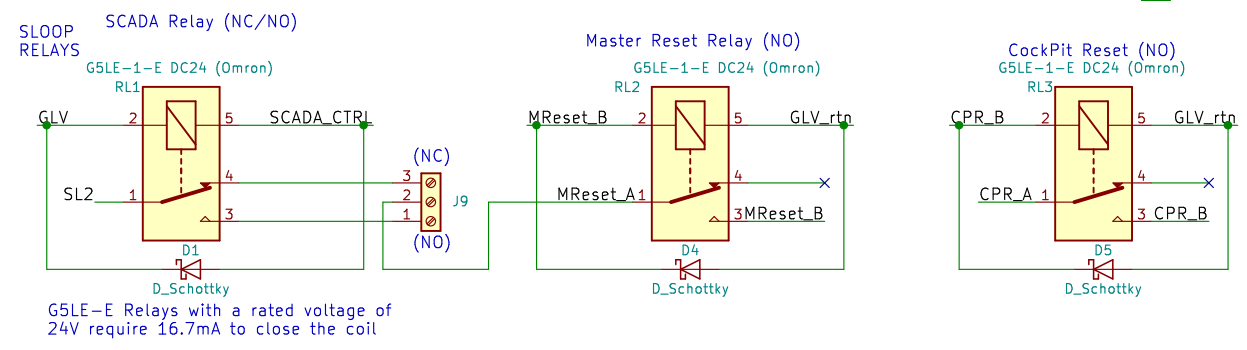 SCADA Relay (NC/NO)
SLOOP
RELAYS
G5LE-1-E DC24 (Omron)
RL1
GLV
2
5
SCADA_CTRL
(NC)
4
3
SL2
1
2
J9
3
1
(NO)
D1
D_Schottky
G5LE-E Relays with a rated voltage of
24V require 16.7mA to close the coil
Master Reset Relay (NO)
G5LE-1-E DC24 (Omron)
RL2
MReset_B
2
5
GLV_rtn
4
MReset_A
1
3
MReset_B
D4
D_Schottky
CockPit Reset (NO)
G5LE-1-E DC24 (Omron)
RL3
CPR_B
2
5
GLV_rtn
4
CPR_A
1
3
CPR_B
D5
D_Schottky